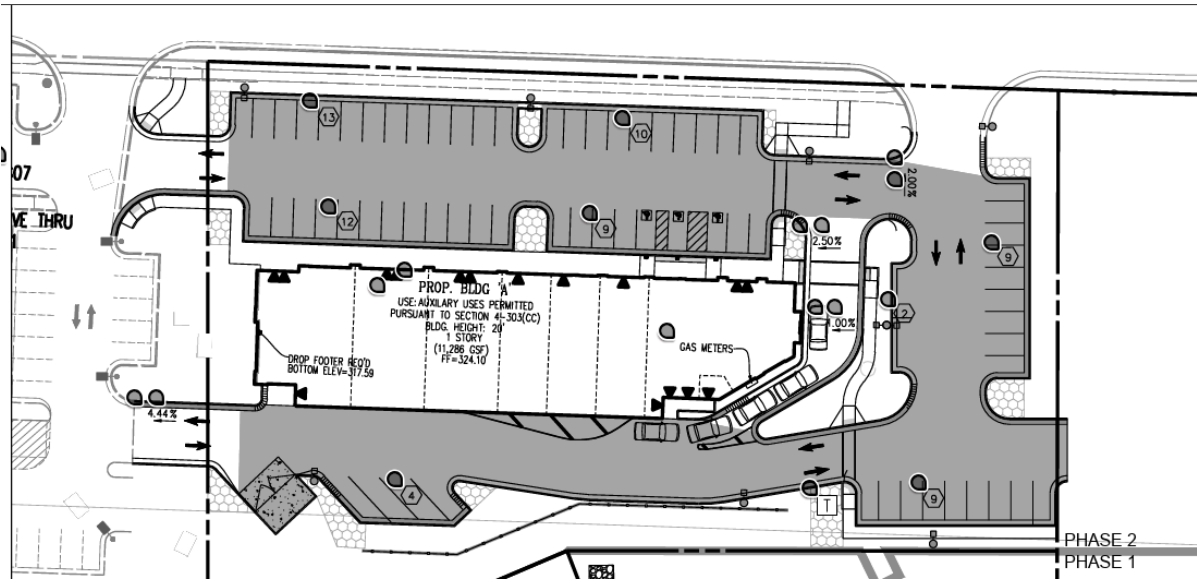 13
10
307
2.00%
VE THRU
12
9
2.50%
9
PROP. BLDG 'A'
USE: AUXILARY USES PERMITTED
PURSUANT TO SECTION 4-303(CC)
BLDG. HEIGHT: 20'
1 STORY
(11,286 GSF)
FF=324.10
2
1.00%
GAS METERS
DROP FOOTER REQ'D
BOTTOM ELEV=317.59
4.44%
4
9
T
PHASE 2
PHASE 1